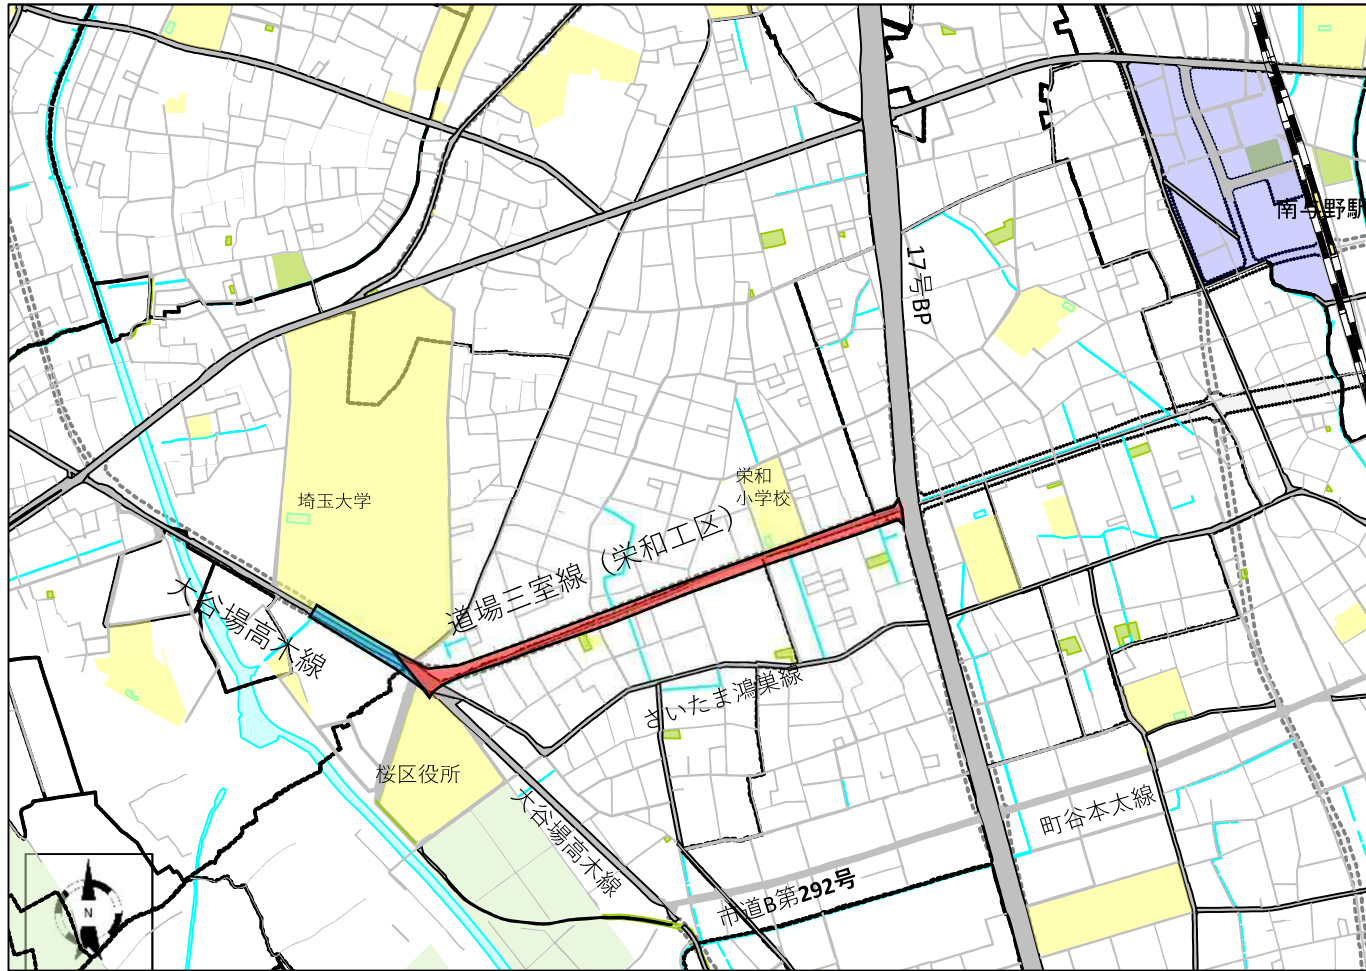 南与野駅
17号BP
栄和
小学校
埼玉大学
道場三室線（栄和工区）
大谷場高木線
さいたま鴻巣線
桜区役所
大谷場高木線
町谷本太線
市道B第292号
N